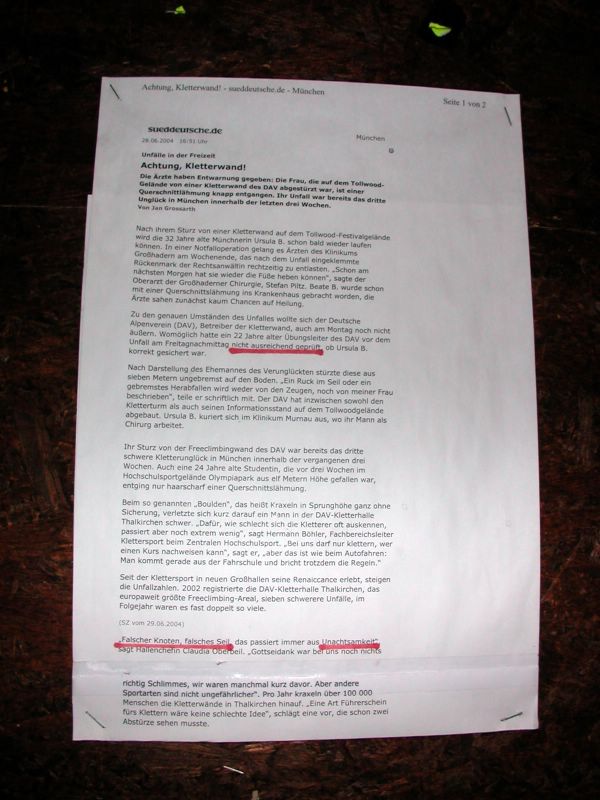 Achtung, Kletterwand! - sueddeutsche.de - München
Seite 1 von 2
sueddeutsche.de
München
28.06.2004 16:51 Uhr
Unfälle in der Freizeit
Achtung, Kletterwand!
Die Ärzte haben Entwarnung gegeben: Die Frau, die auf dem Tollwood-
Gelände von einer Kletterwand des DAV abgestürzt war, ist einer
Querschnittlähmung knapp entgangen. Ihr Unfall war bereits das dritte
Unglück in München innerhalb der letzten drei Wochen.
Von Jan Grossarth
Nach ihrem Sturz von einer Kletterwand auf dem Tollwood-Festivalgelände
wird die 32 Jahre alte Münchnerin Ursula B. schon bald wieder laufen
können. In einer Notfalloperation gelang es Ärzten des Klinikums
Großhadern am Wochenende, das nach dem Unfall eingeklemmte
Rückenmark der Rechtsanwältin rechtzeitig zu entlasten. „Schon am
nächsten Morgen hat sie wieder die Füße heben können", sagte der
Oberarzt der Großhaderner Chirurgie, Stefan Piltz. Beate B. wurde schon
mit einer Querschnittslähmung ins Krankenhaus gebracht worden, die
Ärzte sahen zunächst kaum Chancen auf Heilung.
Zu den genauen Umständen des Unfalles wollte sich der Deutsche
Alpenverein (DAV), Betreiber der Kletterwand, auch am Montag noch nicht
äußern. Womöglich hatte ein 22 Jahre alter Übungsleiter des DAV vor dem
Unfall am Freitagnachmittag nicht ausreichend geprüft, ob Ursula B.
korrekt gesichert war.
Nach Darstellung des Ehemannes des Verunglückten stürzte diese aus
sieben Metern ungebremst auf den Boden. „Ein Ruck im Seil oder ein
gebremstes Herabfallen wird weder von den Zeugen, noch von meiner Frau
beschrieben", teile er schriftlich mit. Der DAV hat inzwischen sowohl den
Kletterturm als auch seinen Informationsstand auf dem Tollwoodgelände
abgebaut. Ursula B. kuriert sich im Klinikum Murnau aus, wo ihr Mann als
Chirurg arbeitet.
Ihr Sturz von der Freeclimbingwand des DAV war bereits das dritte
schwere Kletterunglück in München innerhalb der vergangenen drei
Wochen. Auch eine 24 Jahre alte Studentin, die vor drei Wochen im
Hochschulsportgelände Olympiapark aus elf Metern Höhe gefallen war,
entging nur haarscharf einer Querschnittslähmung.
Beim so genannten „Boulden", das heißt Kraxeln in Sprunghöhe ganz ohne
Sicherung, verletzte sich kurz darauf ein Mann in der DAV-Kletterhalle
Thalkirchen schwer. „Dafür, wie schlecht sich die Kletterer oft auskennen,
passiert aber noch extrem wenig", sagt Hermann Böhler, Fachbereichsleiter
Klettersport beim Zentralen Hochschulsport. „Bei uns darf nur klettern, wer
einen Kurs nachweisen kann", sagt er, „aber das ist wie beim Autofahren:
Man kommt gerade aus der Fahrschule und bricht trotzdem die Regeln."
Seit der Klettersport in neuen Großhallen seine Renaiccance erlebt, steigen
die Unfallzahlen. 2002 registrierte die DAV-Kletterhalle Thalkirchen, das
europaweit größte Freeclimbing-Areal, sieben schwerere Unfälle, im
Folgejahr waren es fast doppelt so viele.
(SZ vom 29.06.2004)
„Falscher Knoten, falsches Seil, das passiert immer aus Unachtsamkeit",
sagt Hallenchefin Claudia Oberbeil. „Gottseidank war bei uns noch nichts
richtig Schlimmes, wir waren manchmal kurz davor. Aber andere
Sportarten sind nicht ungefährlicher". Pro Jahr kraxeln über 100 000
Menschen die Kletterwände in Thalkirchen hinauf. „Eine Art Führerschein
fürs Klettern wäre keine schlechte Idee", schlägt eine vor, die schon zwei
Abstürze sehen musste.